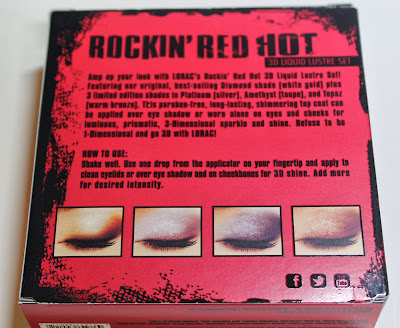 ROCKIN' RED HOT
3D LIQUID LUSTRE SET
Amp up your look with LORAC's Rockin' Red Hot 3D Liquid Lustre Set!
Featuring our original, best-selling Diamond shade [white gold] plus
3 limited edition shades in Platinum [silver], Amethyst [taupe], and Topaz
[warm bronze]. This paraben-free, long-lasting, shimmering top coat can
be applied over eye shadow or worn alone on eyes and cheeks for
luminous, prismatic, 3-Dimensional sparkle and shine. Refuse to be
1-Dimensional and go 3D with LORAC!
HOW TO USE:
Shake well. Use one drop from the applicator on your fingertip and apply to
clean eyelids or over eye shadow and on cheekbones for 3D shine. Add more
for desired intensity.
f
You
Tube